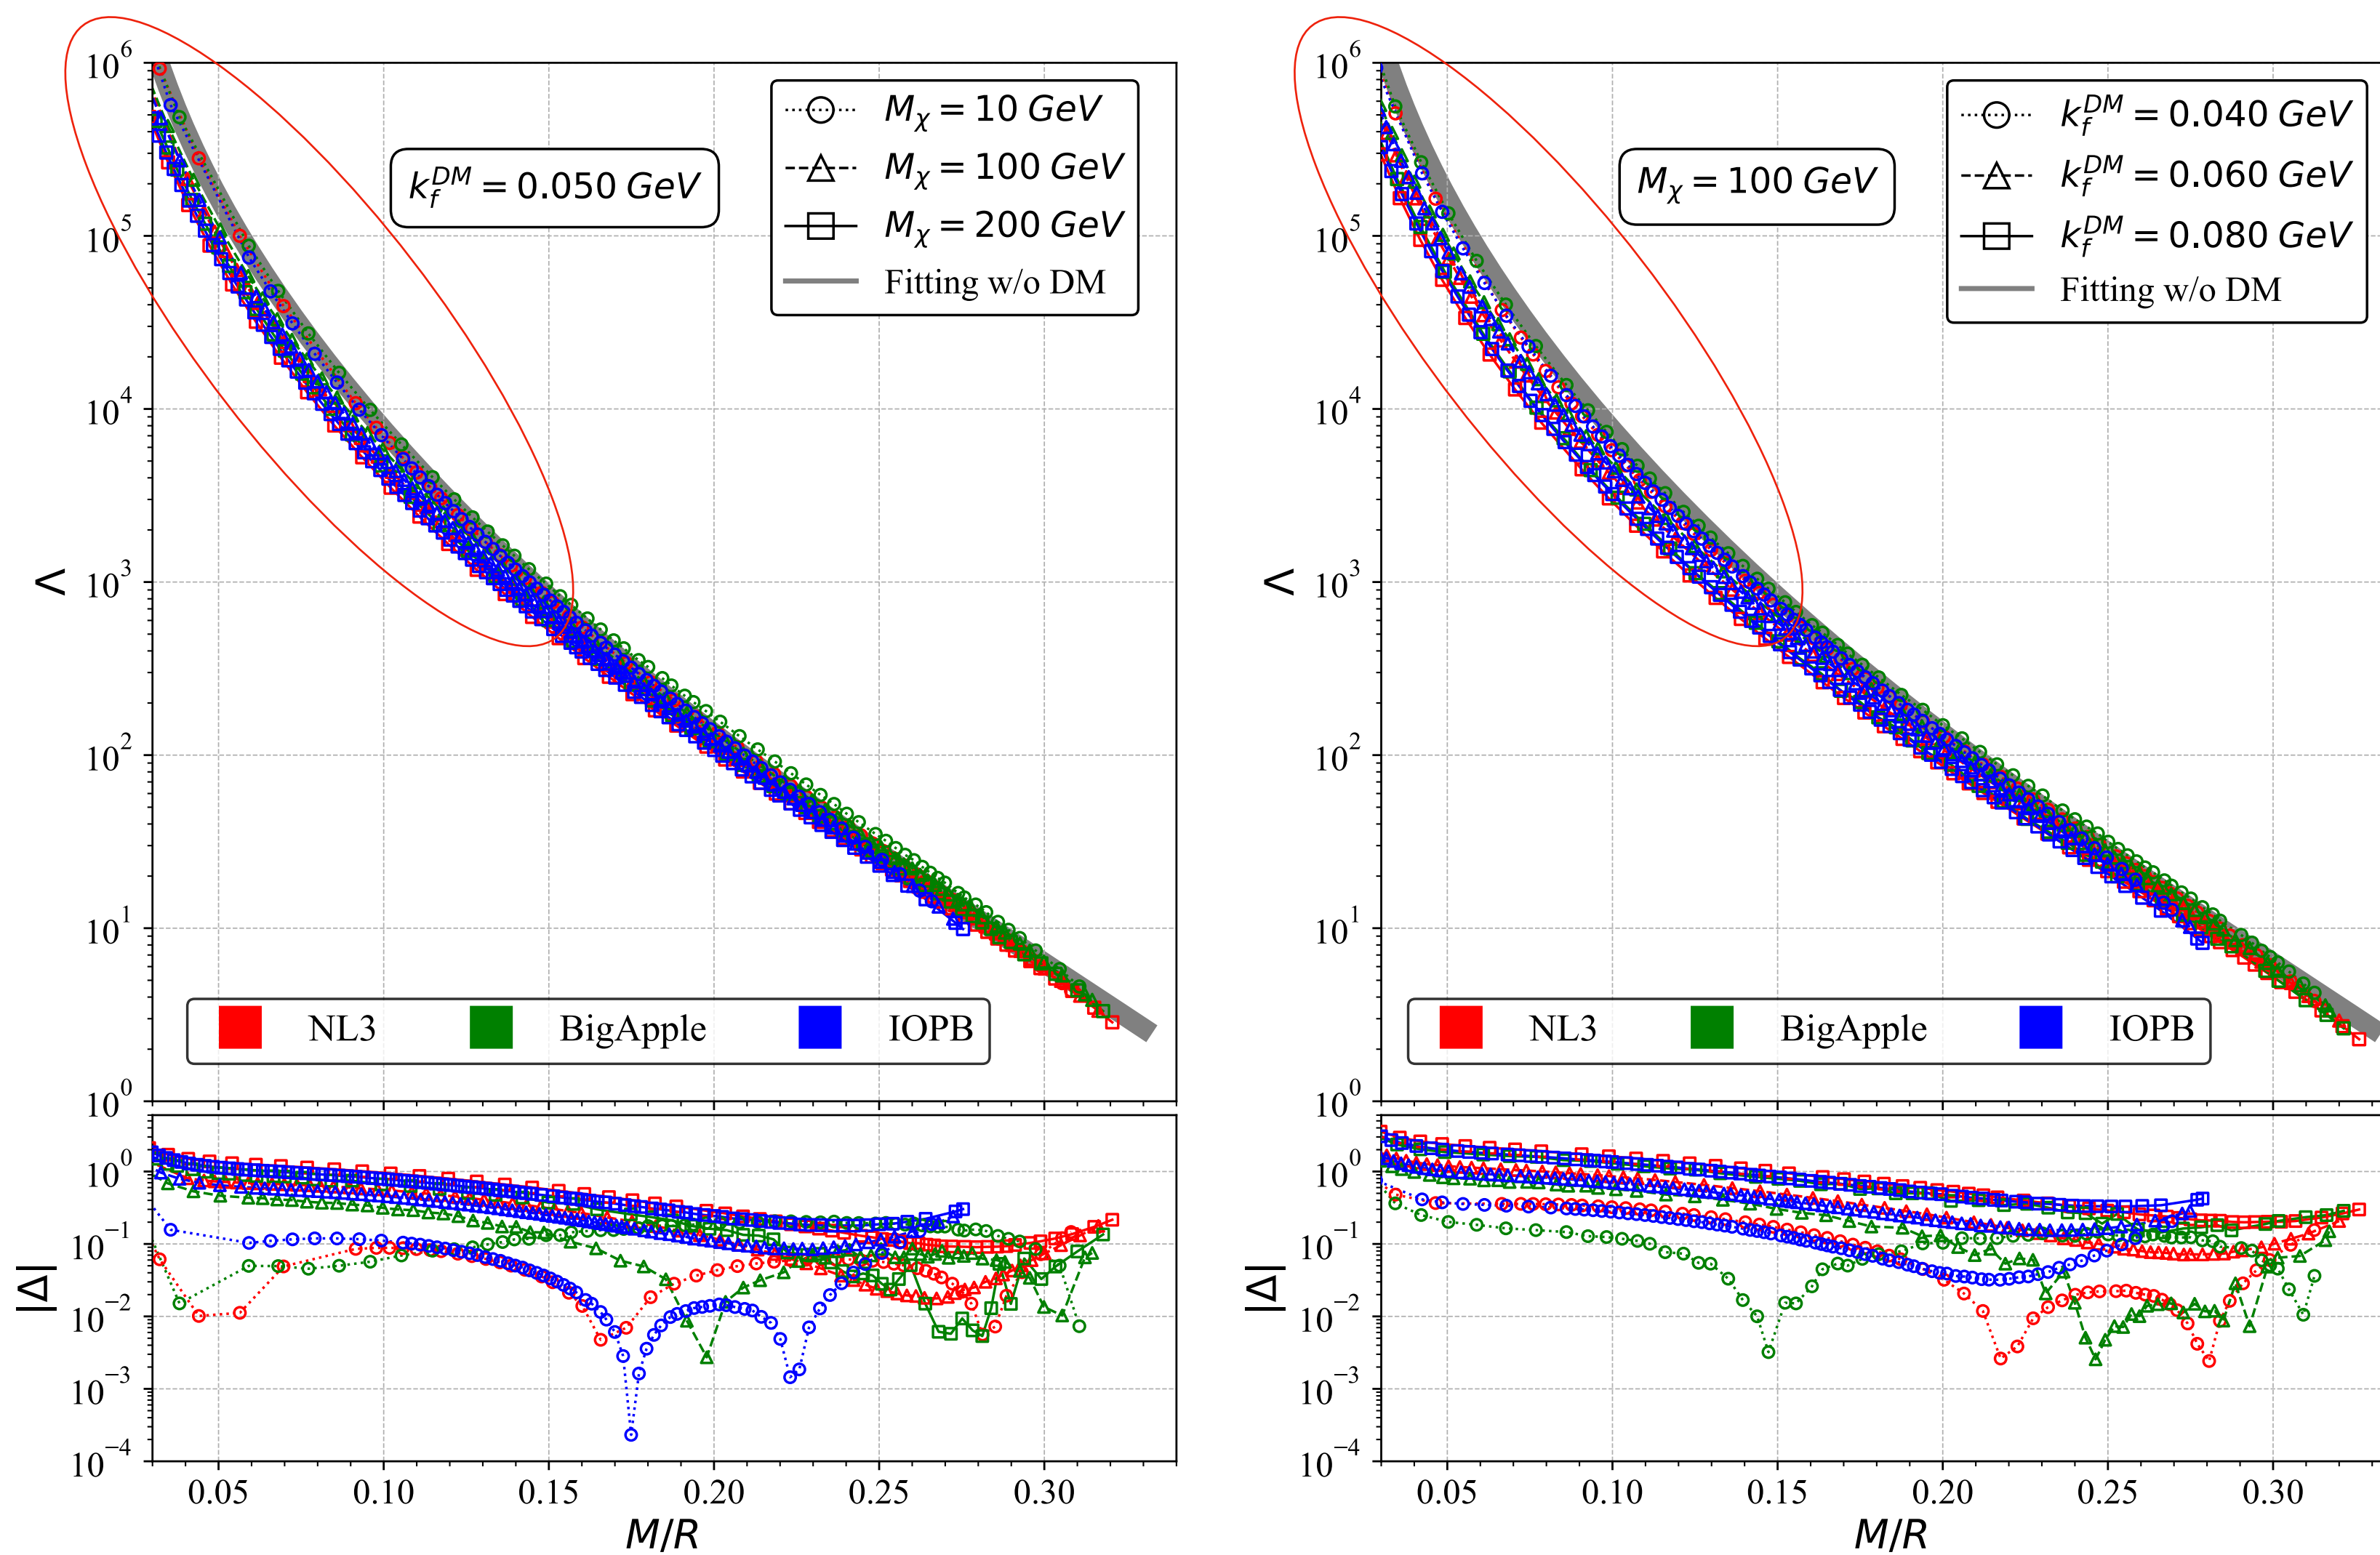 10^6
10^5
10^4
10^3
10^2
10^1
10^0
Λ
k_f^{DM} = 0.050 GeV
M_χ = 10 GeV
M_χ = 100 GeV
M_χ = 200 GeV
Fitting w/o DM
NL3 BigApple IOPB
10^0
10^{−1}
10^{−2}
10^{−3}
10^{−4}
|Δ|
0.05 0.10 0.15 0.20 0.25 0.30
M/R
10^6
10^5
10^4
10^3
10^2
10^1
10^0
Λ
M_χ = 100 GeV
k_f^{DM} = 0.040 GeV
k_f^{DM} = 0.060 GeV
k_f^{DM} = 0.080 GeV
Fitting w/o DM
NL3 BigApple IOPB
10^0
10^{−1}
10^{−2}
10^{−3}
10^{−4}
|Δ|
0.05 0.10 0.15 0.20 0.25 0.30
M/R